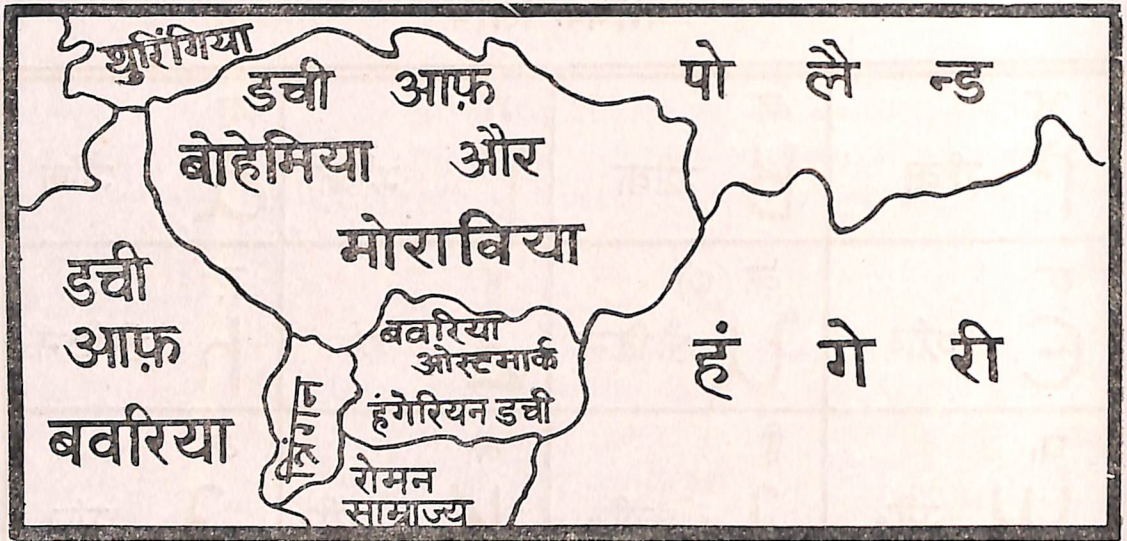 थुरिंगिया
डची आफ़
बोहेमिया और
मोराविया
पो लै न्ड
डची
आफ़
बवरिया
बवरिया
ओस्टमार्क
हंगेरियन डची
रोमन
साम्राज्य
हं गे री